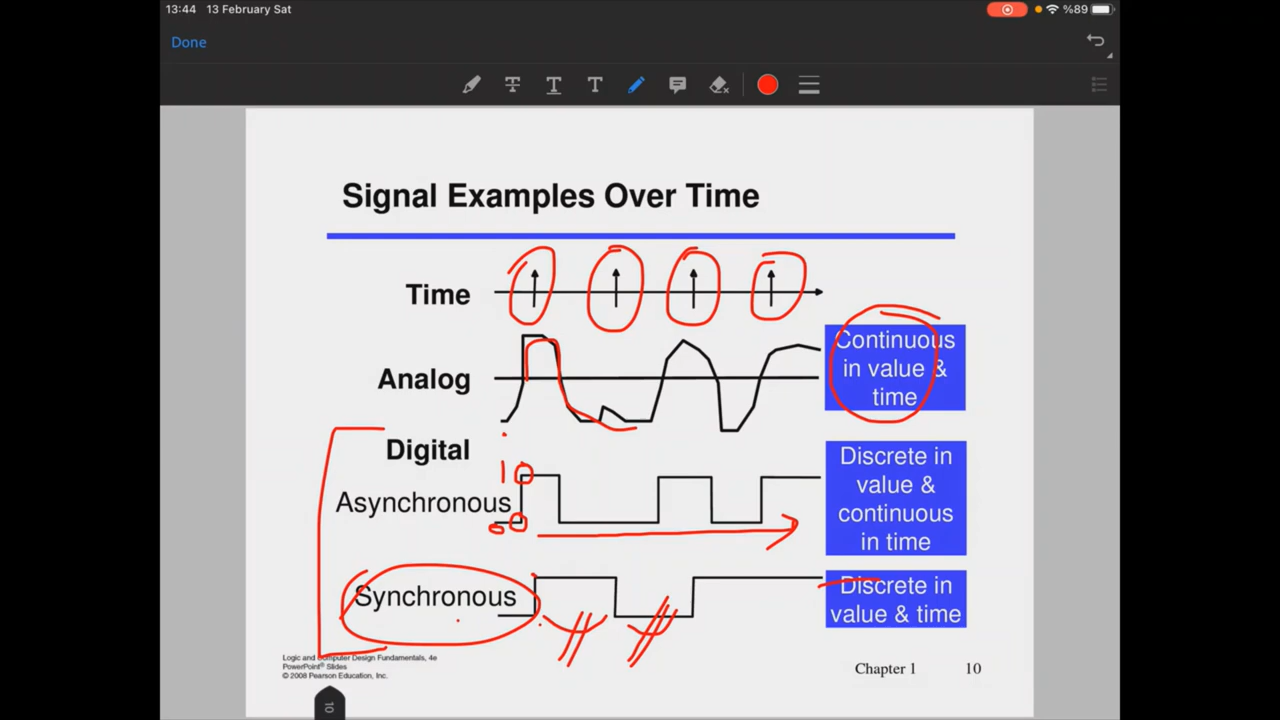 13:44 13 February Sat
%89
Done
T T T
Signal Examples Over Time
Time
Analog
Continuous
in value &
time
Digital
1
Asynchronous
0
Discrete in
value &
continuous
in time
Synchronous
Discrete in
value & time
Logic and Computer Design Fundamentals, 4e
PowerPoint® Slides
© 2008 Pearson Education, Inc.
Chapter 1 10
10